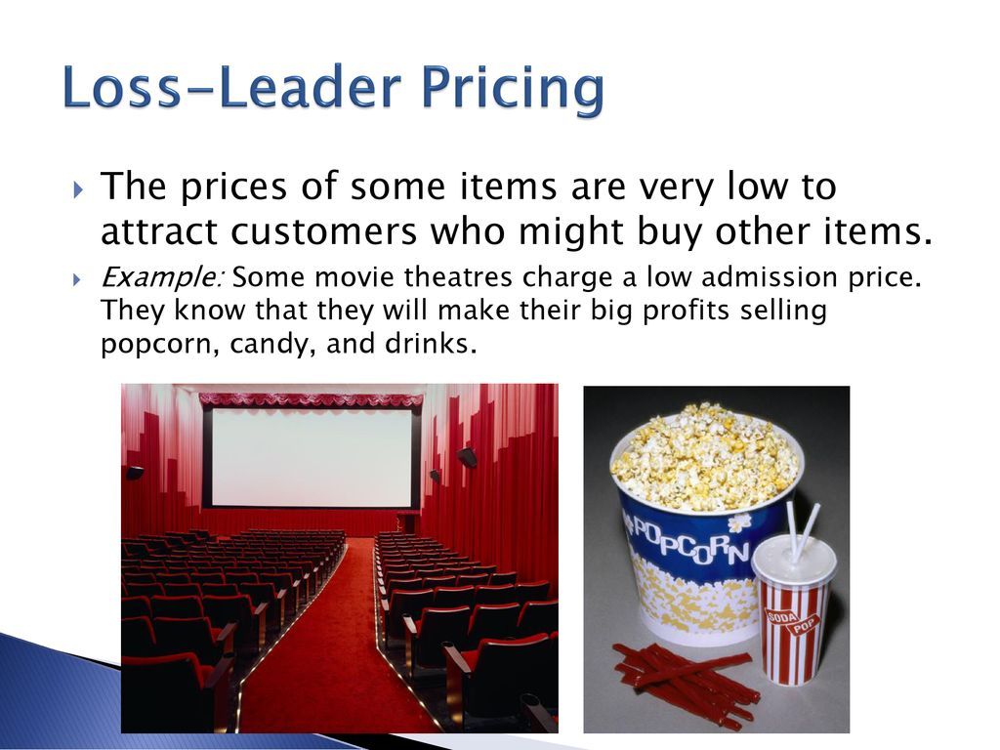 Loss-Leader Pricing
The prices of some items are very low to
attract customers who might buy other items.
Example: Some movie theatres charge a low admission price.
They know that they will make their big profits selling
popcorn, candy, and drinks.
POPCORN
SODA
POP